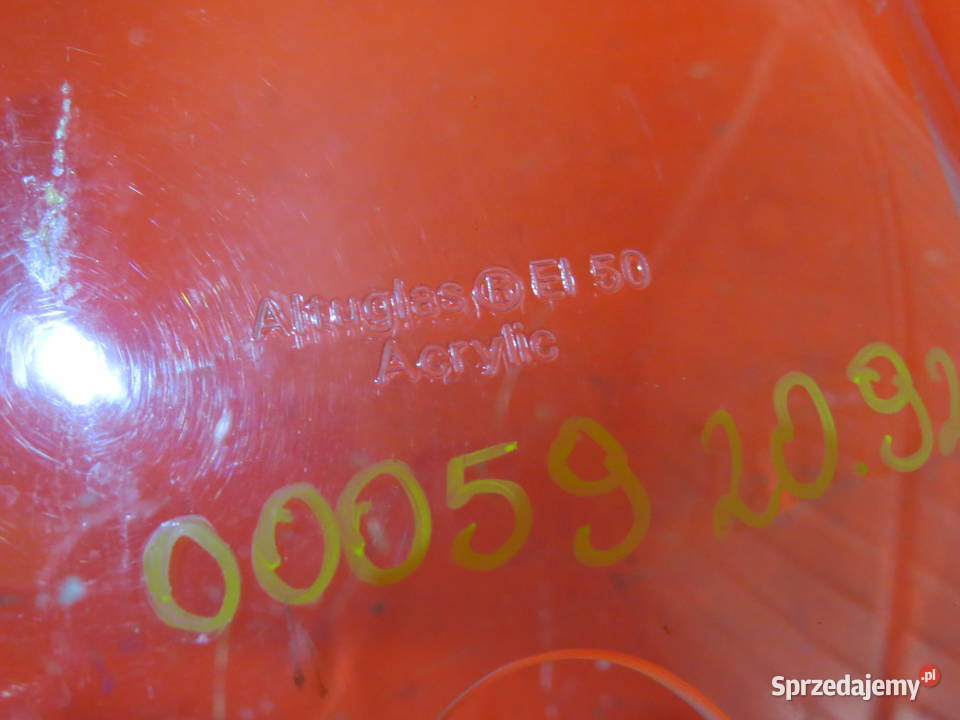 Altuglas® EI 50
Acrylic
00059 20.92
Sprzedajemy.pl